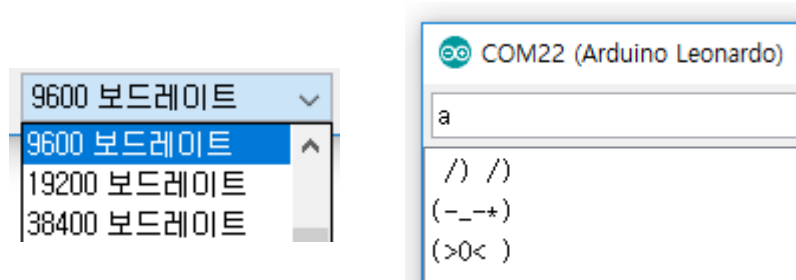 9600 보드레이트
9600 보드레이트
19200 보드레이트
38400 보드레이트
COM22 (Arduino Leonardo)
a
/) /)
(-_-*)
(>0< )